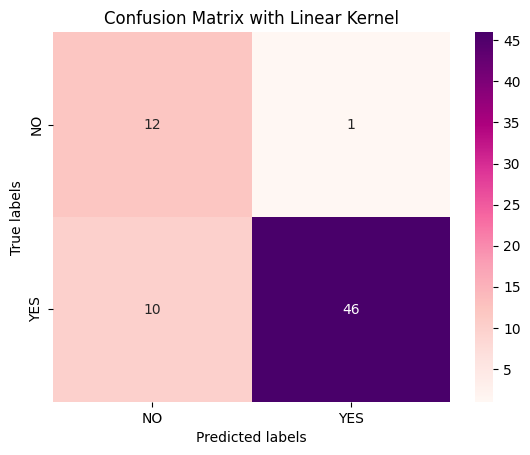 Confusion Matrix with Linear Kernel
True labels
NO
YES
12
1
10
46
NO
YES
Predicted labels
45
40
35
30
25
20
15
10
5